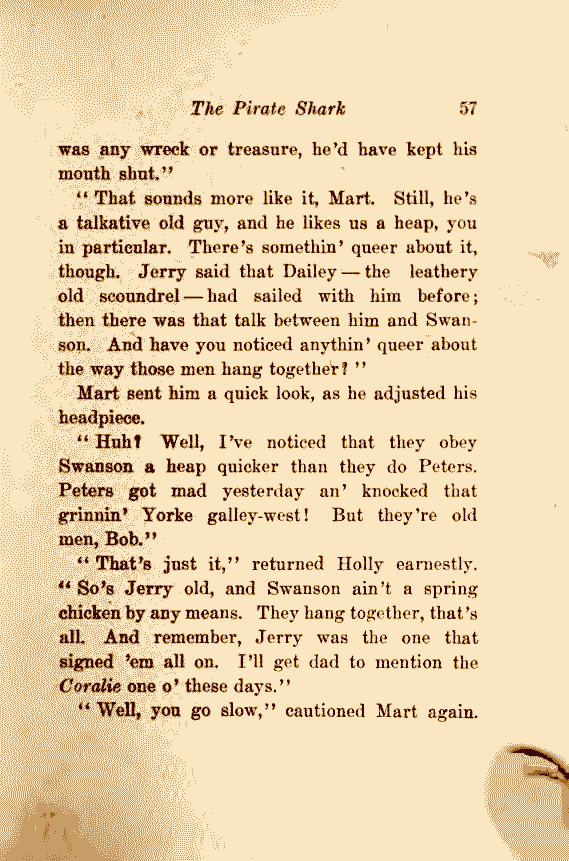 The Pirate Shark 57
was any wreck or treasure, he'd have kept his
mouth shut."
"That sounds more like it, Mart. Still, he's
a talkative old guy, and he likes us a heap, you
in particular. There's somethin' queer about it,
though. Jerry said that Dailey — the leathery
old scoundrel — had sailed with him before;
then there was that talk between him and Swan-
son. And have you noticed anythin' queer about
the way those men hang together?"
Mart sent him a quick look, as he adjusted his
headpiece.
"Huh? Well, I've noticed that they obey
Swanson a heap quicker than they do Peters.
Peters got mad yesterday an' knocked that
grinnin' Yorke galley-west! But they're old
men, Bob."
"That's just it," returned Holly earnestly.
"So's Jerry old, and Swanson ain't a spring
chicken by any means. They hang together, that's
all. And remember, Jerry was the one that
signed 'em all on. I'll get dad to mention the
Coralie one o' these days."
"Well, you go slow," cautioned Mart again.